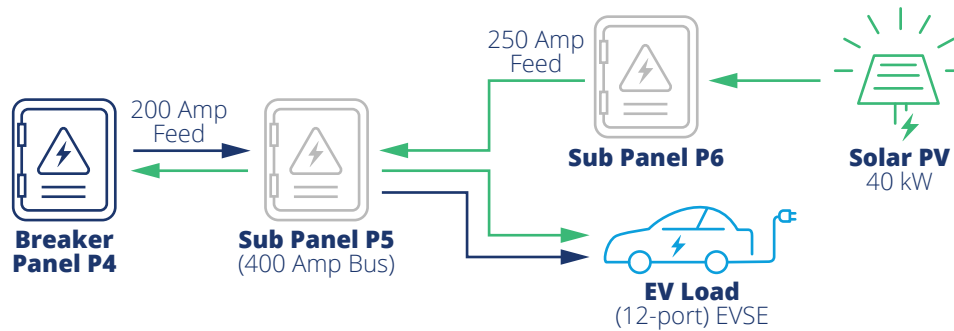 250 Amp
Feed
200 Amp
Feed
Sub Panel P6
Solar PV
40 kW
Breaker
Panel P4
Sub Panel P5
(400 Amp Bus)
EV Load
(12-port) EVSE